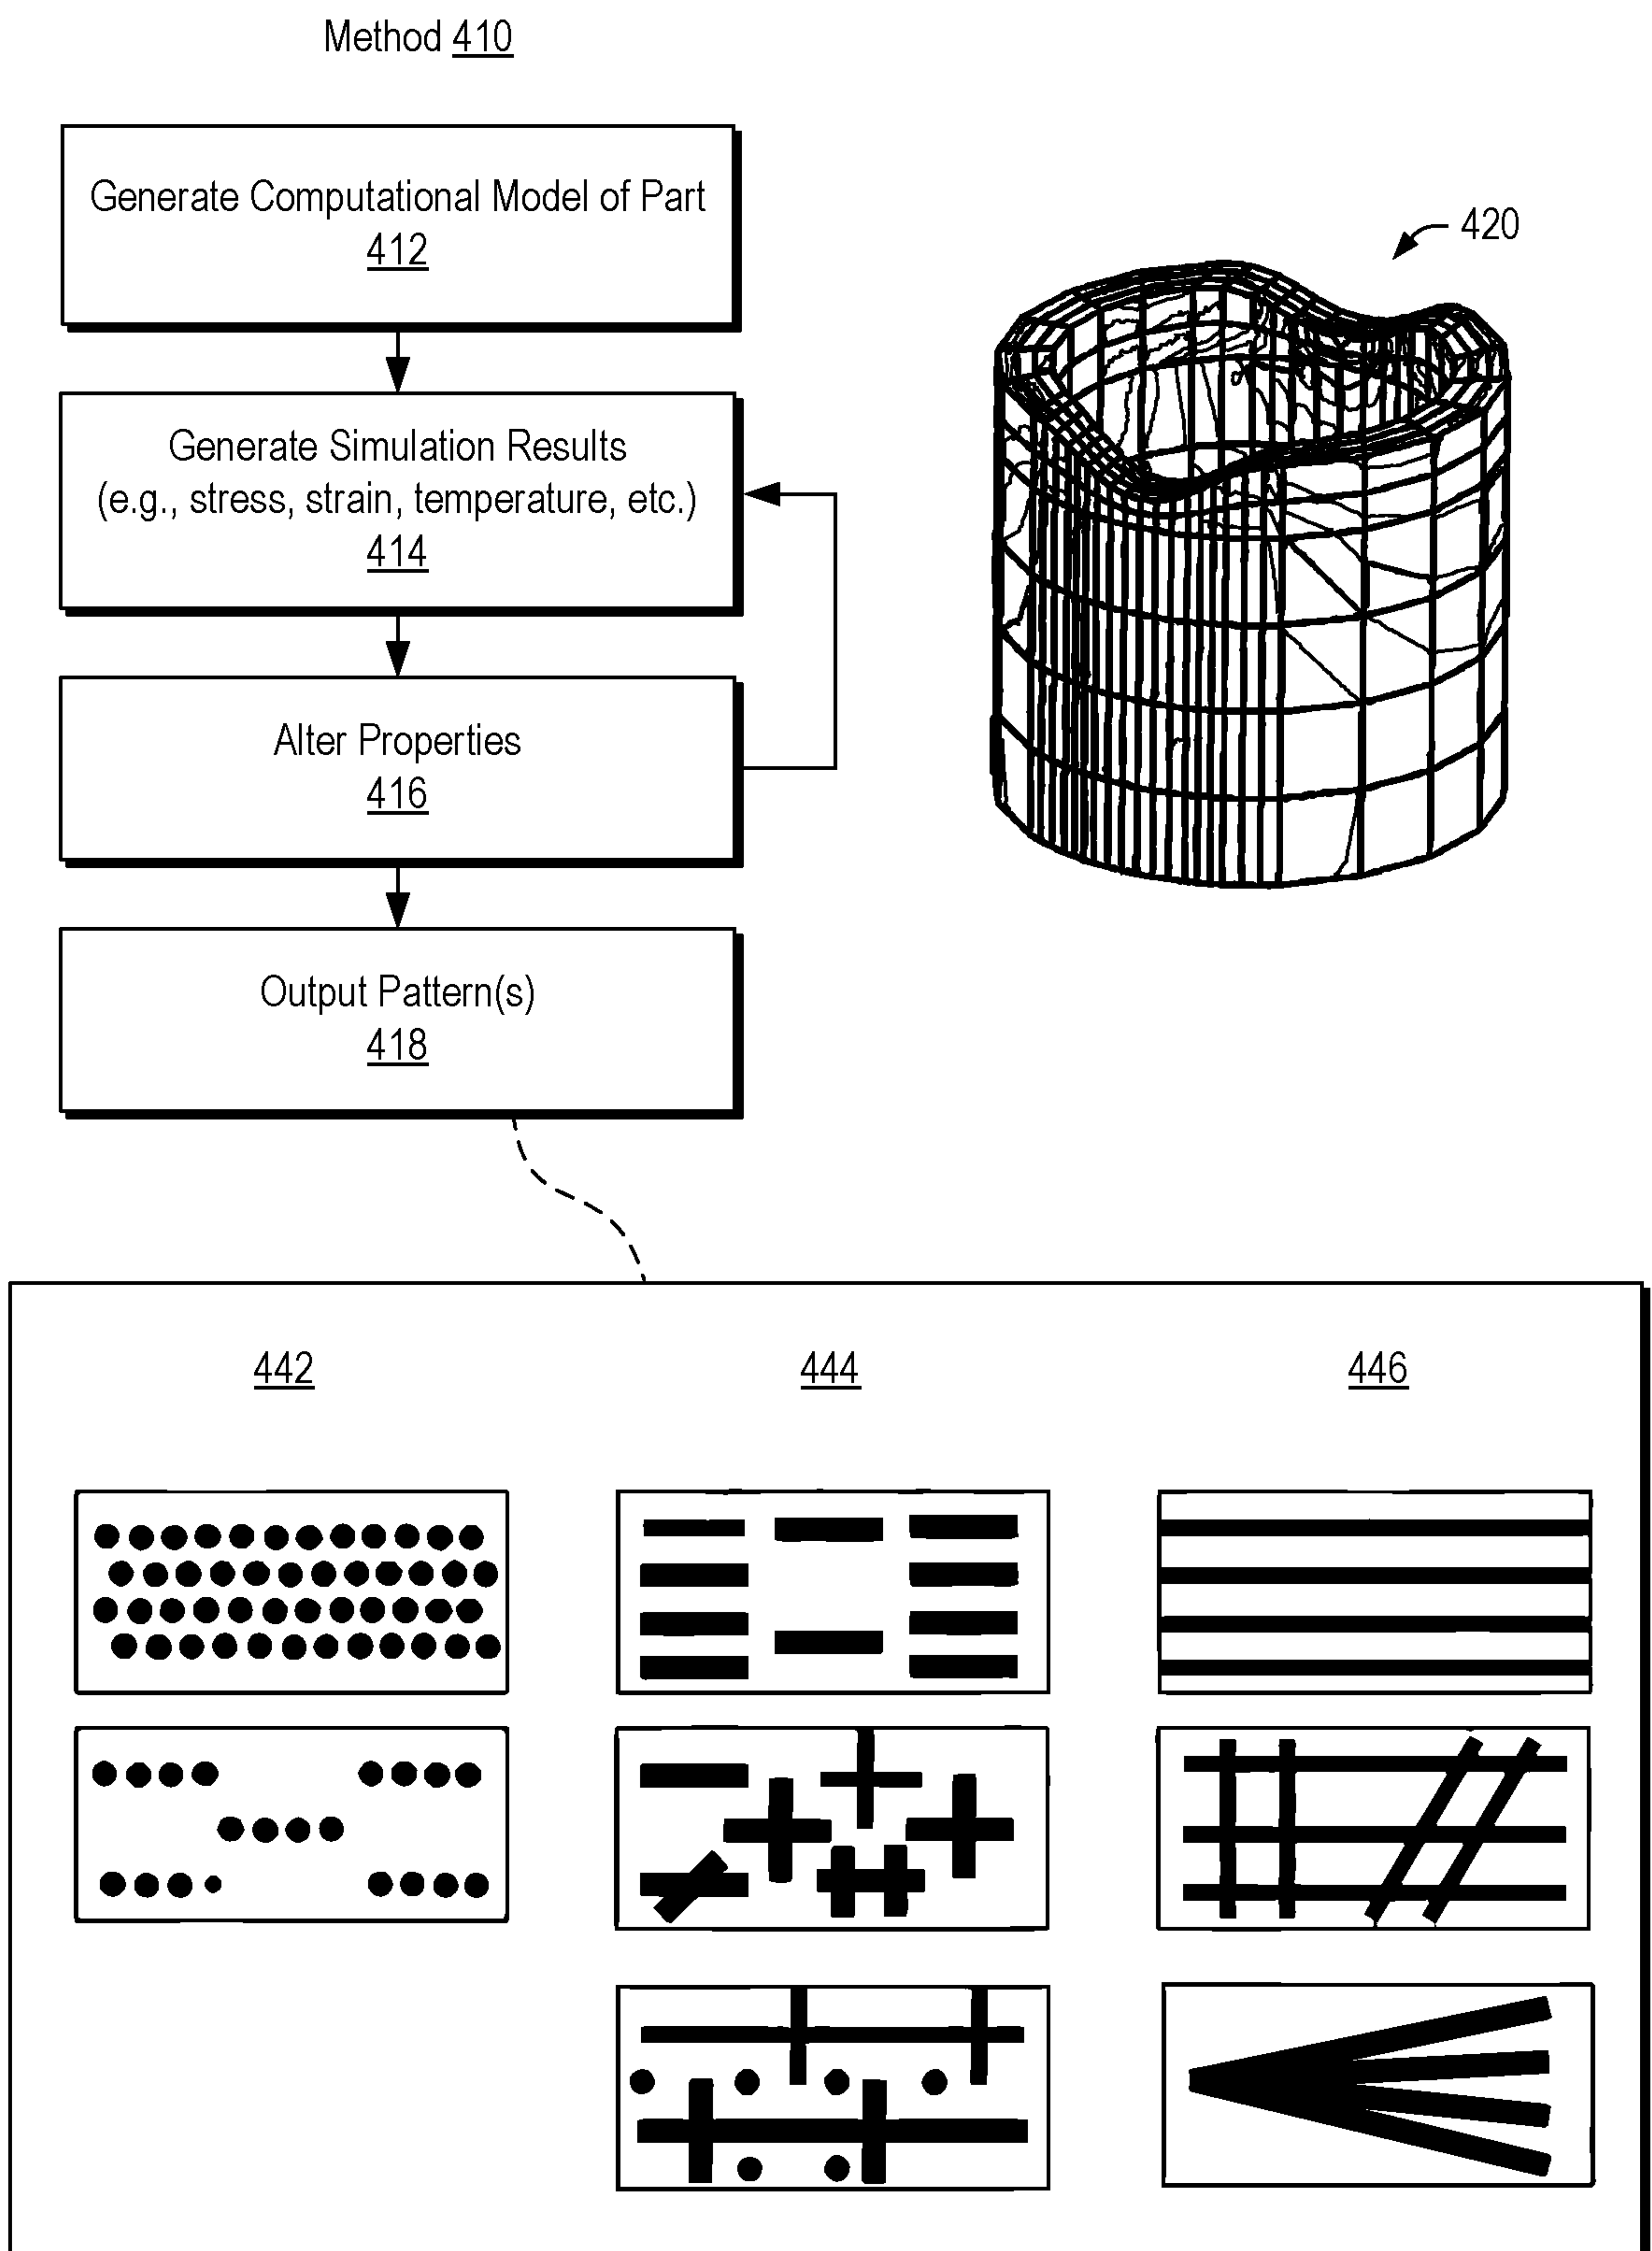 Method 410
Generate Computational Model of Part
412
420
Generate Simulation Results
(e.g., stress, strain, temperature, etc.)
414
Alter Properties
416
Output Pattern(s)
418
442
444
446